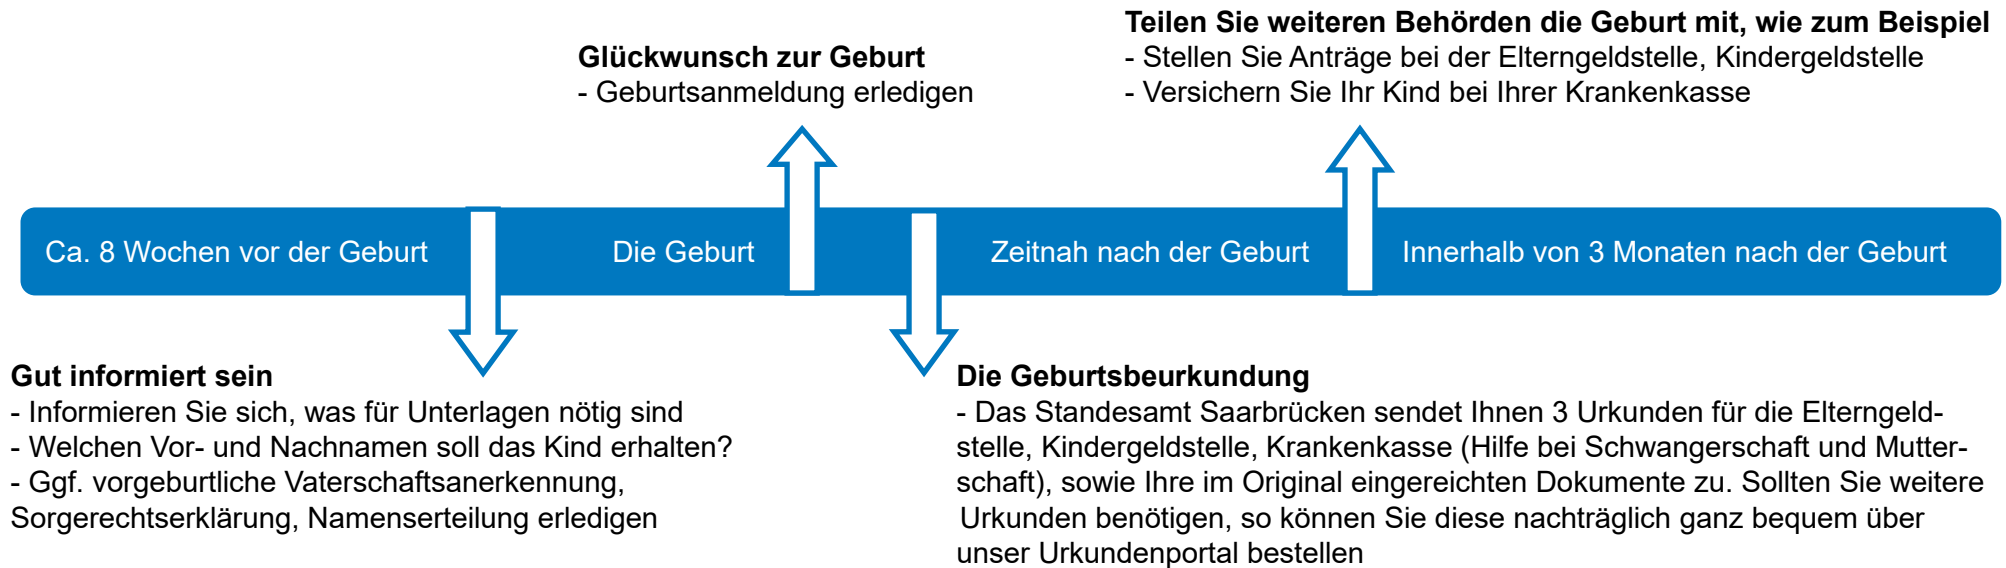 Teilen Sie weiteren Behörden die Geburt mit, wie zum Beispiel
- Stellen Sie Anträge bei der Elterngeldstelle, Kindergeldstelle
- Versichern Sie Ihr Kind bei Ihrer Krankenkasse
Glückwunsch zur Geburt
- Geburtsanmeldung erledigen
Ca. 8 Wochen vor der Geburt
Die Geburt
Zeitnah nach der Geburt
Innerhalb von 3 Monaten nach der Geburt
Gut informiert sein
- Informieren Sie sich, was für Unterlagen nötig sind
- Welchen Vor- und Nachnamen soll das Kind erhalten?
- Ggf. vorgeburtliche Vaterschaftsanerkennung,
Sorgerechtserklärung, Namenserteilung erledigen
Die Geburtsbeurkundung
- Das Standesamt Saarbrücken sendet Ihnen 3 Urkunden für die Elterngeld-
stelle, Kindergeldstelle, Krankenkasse (Hilfe bei Schwangerschaft und Mutter-
schaft), sowie Ihre im Original eingereichten Dokumente zu. Sollten Sie weitere
Urkunden benötigen, so können Sie diese nachträglich ganz bequem über
unser Urkundenportal bestellen